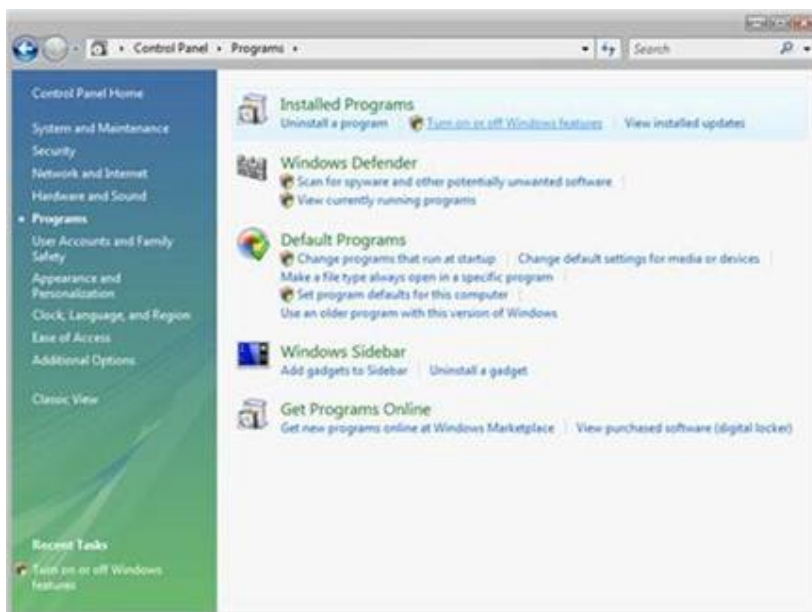 Control Panel Programs
Search
Control Panel Home
System and Maintenance
Security
Network and Internet
Hardware and Sound
Programs
User Accounts and Family
Safety
Appearance and
Personalization
Clock, Language, and Region
Ease of Access
Additional Options
Classic View
Recent Tasks
Turn on or off Windows
features
Installed Programs
Uninstall a program Turn on or off Windows features View installed updates
Windows Defender
Scan for spyware and other potentially unwanted software
View currently running programs
Default Programs
Change programs that run at startup Change default settings for media or devices
Make a file type always open in a specific program
Set program defaults for this computer
Use an older program with this version of Windows
Windows Sidebar
Add gadgets to Sidebar Uninstall a gadget
Get Programs Online
Get new programs online at Windows Marketplace View purchased software (digital locker)